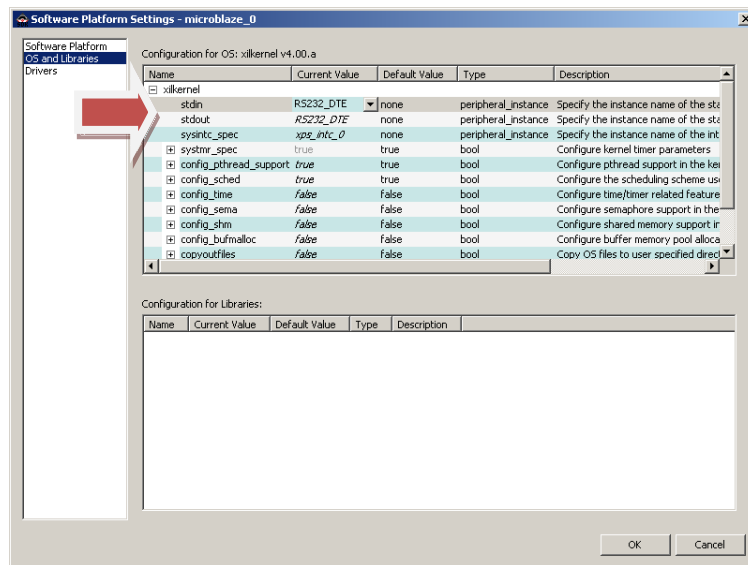 Software Platform Settings - microblaze_0
Software Platform
OS and Libraries
Drivers
Configuration for OS: xilkernel v4.00.a
Name Current Value Default Value Type Description
xilkernel
stdin RS232_DTE none peripheral_instance Specify the instance name of the sta
stdout RS232_DTE none peripheral_instance Specify the instance name of the sta
sysintc_spec xps_intc_0 none peripheral_instance Specify the instance name of the int
systmr_spec true true bool Configure kernel timer parameters
config_pthread_support true true bool Configure pthread support in the ker
config_sched true true bool Configure the scheduling scheme use
config_time false false bool Configure time/timer related feature
config_sema false false bool Configure semaphore support in the
config_shm false false bool Configure shared memory support in
config_bufmalloc false false bool Configure buffer memory pool alloca
copyoutfiles false false bool Copy OS files to user specified direct
Configuration for Libraries:
Name Current Value Default Value Type Description
OK Cancel